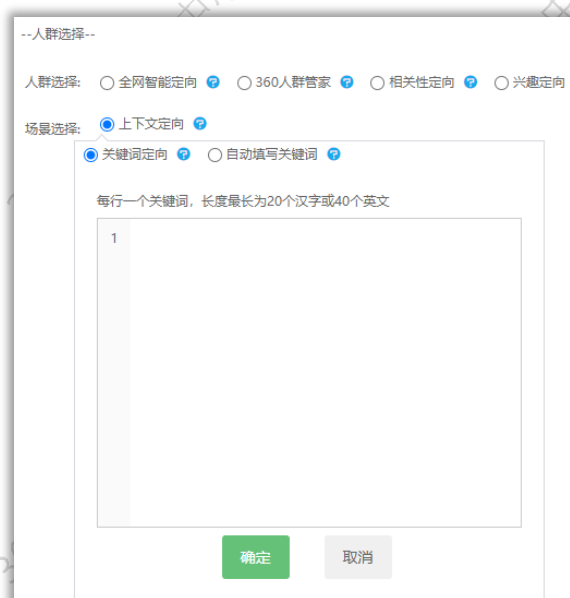 --人群选择--
人群选择: 全网智能定向 ? 360人群管家 ? 相关性定向 ? 兴趣定向
场景选择: 上下文定向 ?
关键词定向 ? 自动填写关键词 ?
每行一个关键词，长度最长为20个汉字或40个英文
1
确定 取消